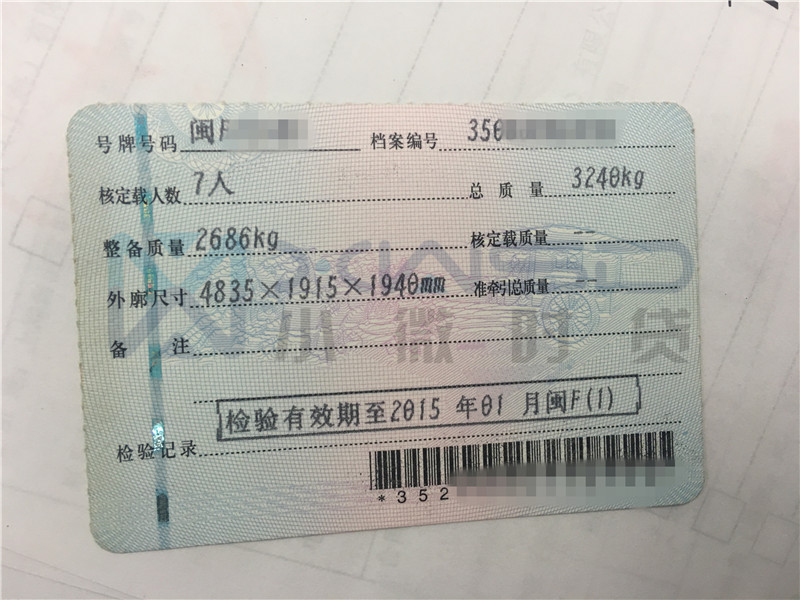 号牌号码 闽F 档案编号 350
核定载人数 7人 总质量 3240kg
整备质量 2686kg 核定载质量 --
外廓尺寸 4835×1915×1940mm 准牵引总质量 --
备注
小微时贷
检验有效期至2015年01月闽F(1)
检验记录
*352